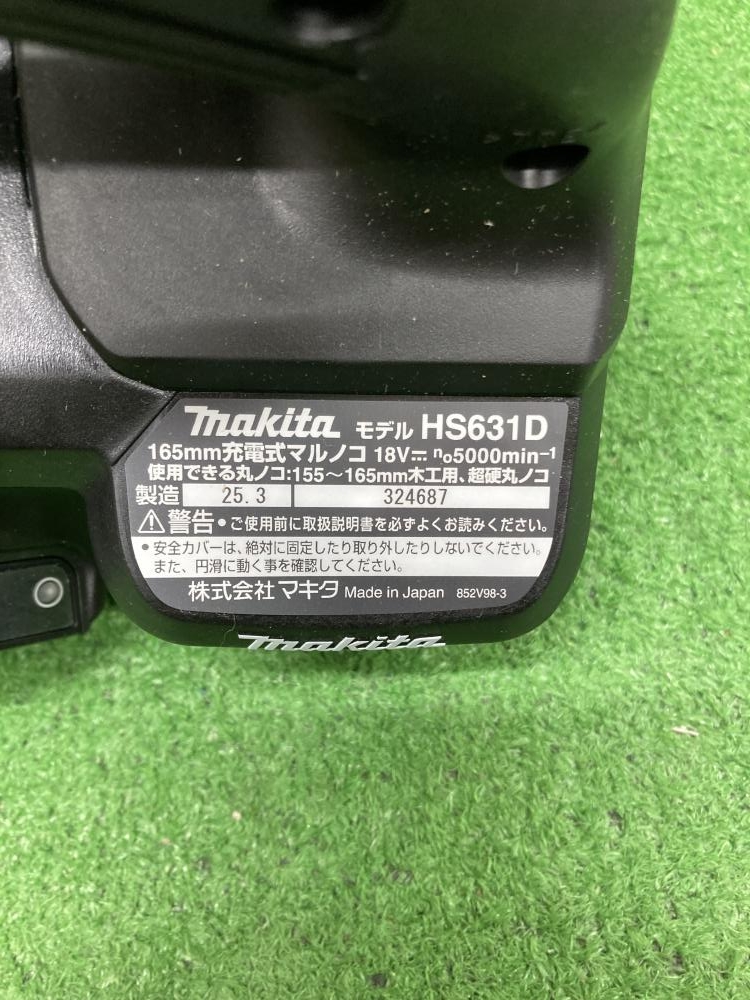 makita モデル HS631D
165mm充電式マルノコ 18V⎓ n₀5000min⁻¹
使用できる丸ノコ:155～165mm木工用、超硬丸ノコ
製造 25.3 324687
⚠警告•ご使用前に取扱説明書を必ずよくお読みください。
•安全カバーは、絶対に固定したり取り外したりしないでください。
また、円滑に動く事を確認してください。
株式会社マキタ Made in Japan 852V98-3
makita